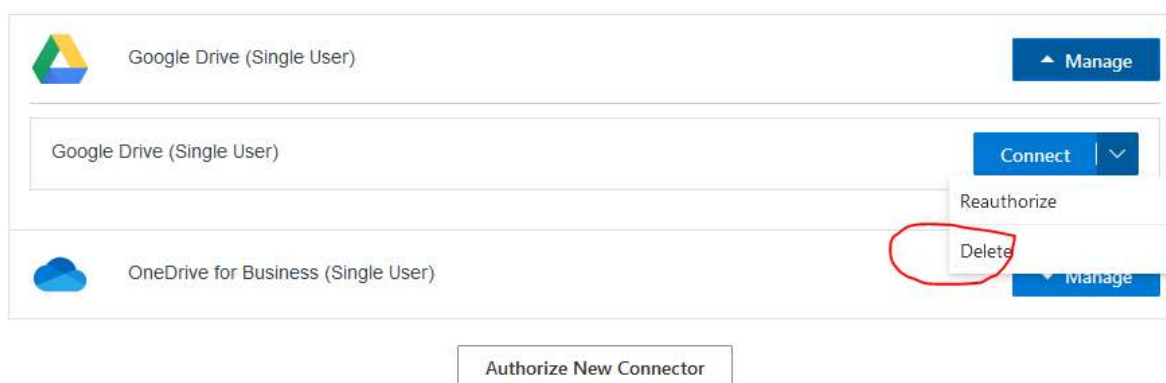 Google Drive (Single User)
Manage
Google Drive (Single User)
Connect
Reauthorize
Delete
OneDrive for Business (Single User)
Manage
Authorize New Connector